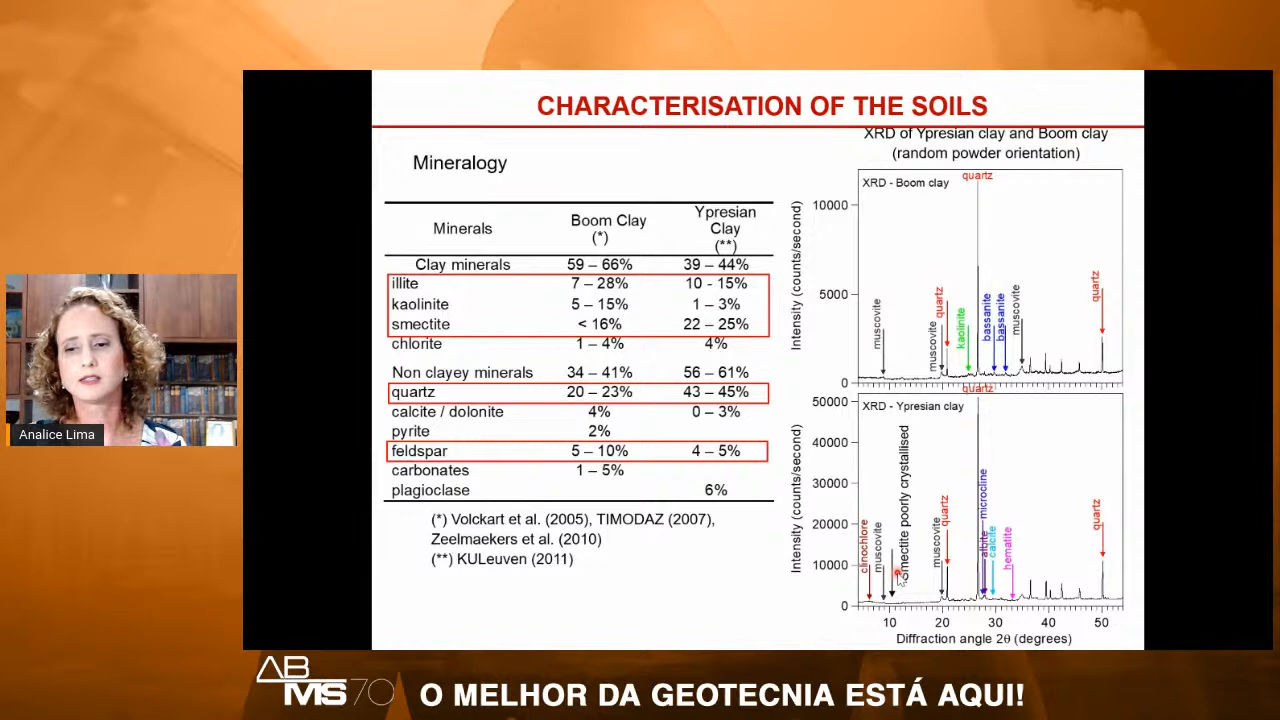 CHARACTERISATION OF THE SOILS
Mineralogy
Minerals Boom Clay (*) Ypresian Clay (**)
Clay minerals 59 – 66% 39 – 44%
illite 7 – 28% 10 - 15%
kaolinite 5 – 15% 1 – 3%
smectite < 16% 22 – 25%
chlorite 1 – 4% 4%
Non clayey minerals 34 – 41% 56 – 61%
quartz 20 – 23% 43 – 45%
calcite / dolonite 4% 0 – 3%
pyrite 2%
feldspar 5 – 10% 4 – 5%
carbonates 1 – 5%
plagioclase 6%
(*) Volckart et al. (2005), TIMODAZ (2007),
Zeelmaekers et al. (2010)
(**) KULeuven (2011)
XRD of Ypresian clay and Boom clay
(random powder orientation)
XRD - Boom clay
quartz
Intensity (counts/second)
10000
5000
0
muscovite
muscovite
quartz
kaolinite
bassanite
bassanite
muscovite
quartz
XRD - Ypresian clay
quartz
Intensity (counts/second)
50000
40000
30000
20000
10000
0
clinochlore
muscovite
Smectite poorly crystallised
muscovite
quartz
microcline
albite
calcite
hematite
quartz
10 20 30 40 50
Diffraction angle 2θ (degrees)
Analice Lima
ABMS 70
O MELHOR DA GEOTECNIA ESTÁ AQUI!